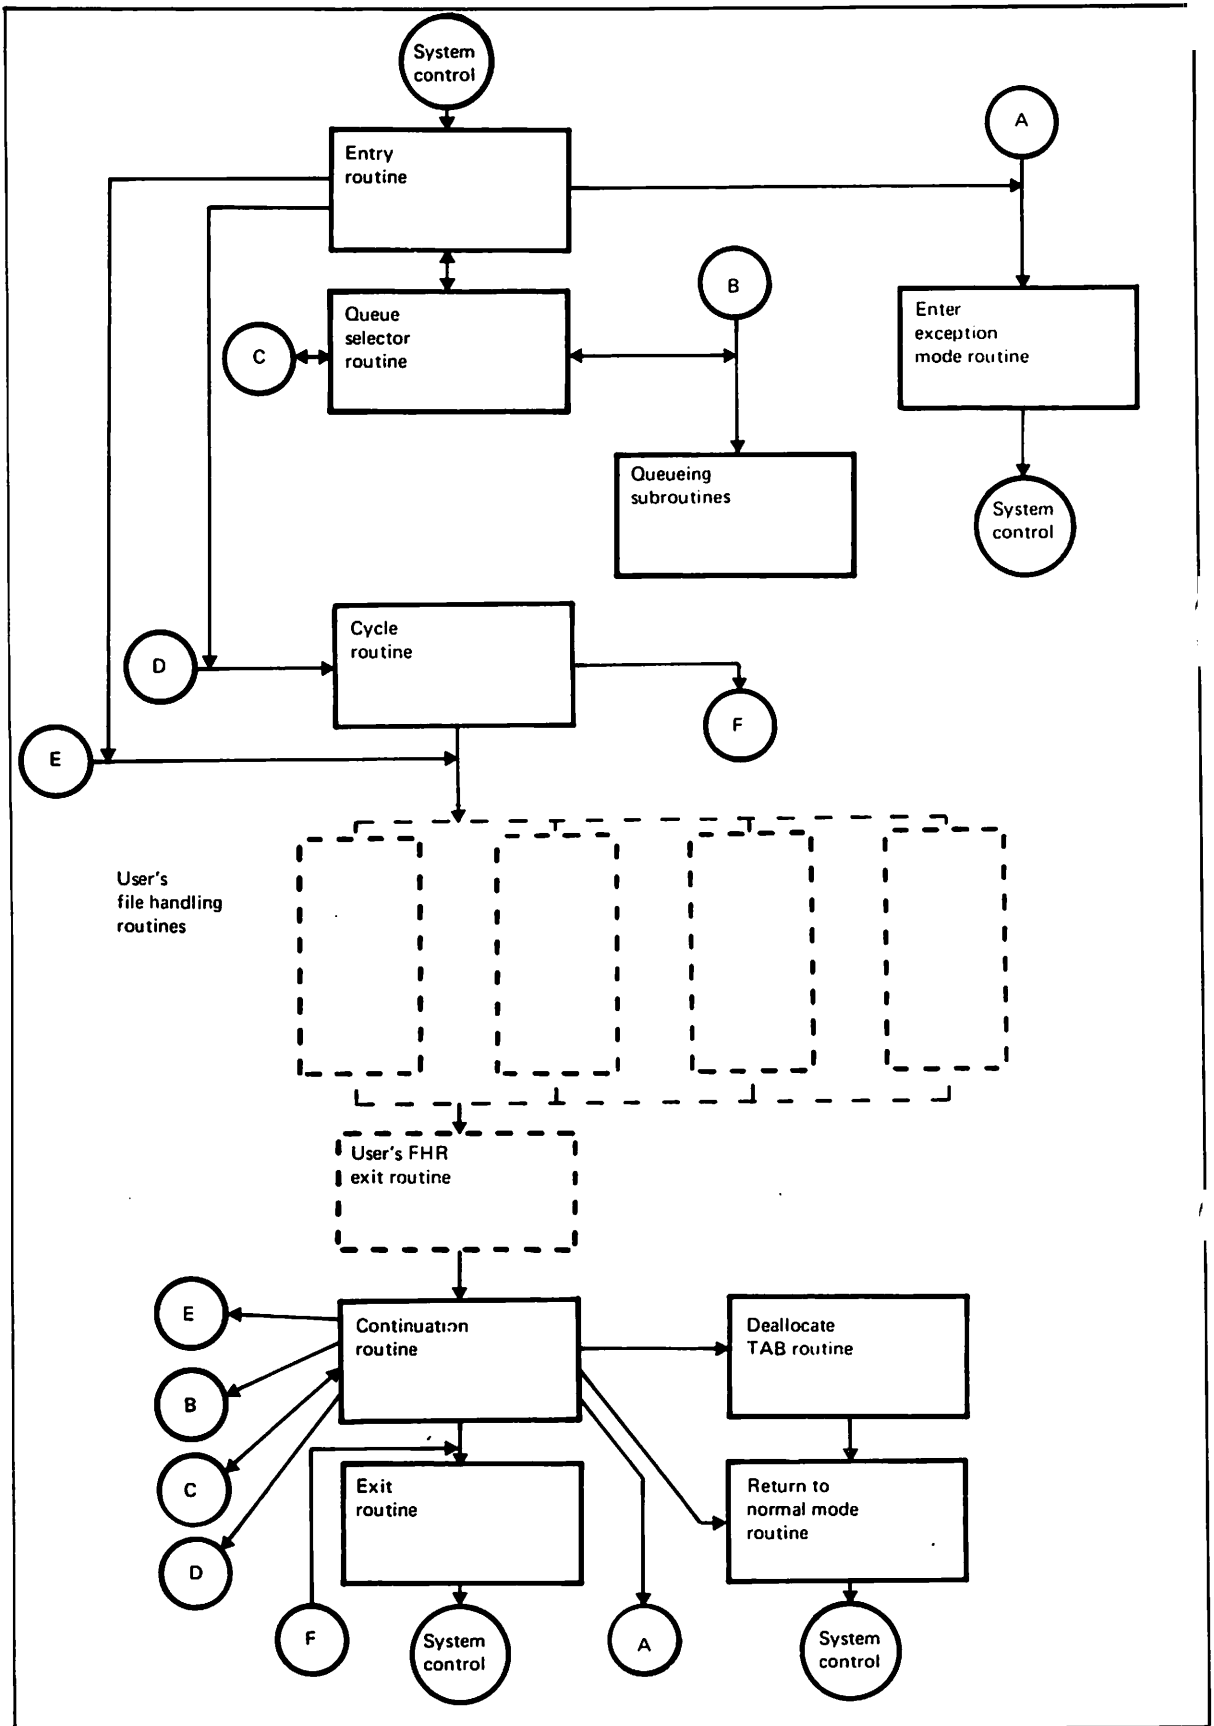 System
control
A
Entry
routine
B
Queue
selector
routine
C
Enter
exception
mode routine
Queueing
subroutines
System
control
Cycle
routine
D
F
E
User's
file handling
routines
User's FHR
exit routine
E
Continuation
routine
Deallocate
TAB routine
B
C
Exit
routine
Return to
normal mode
routine
D
F
System
control
A
System
control